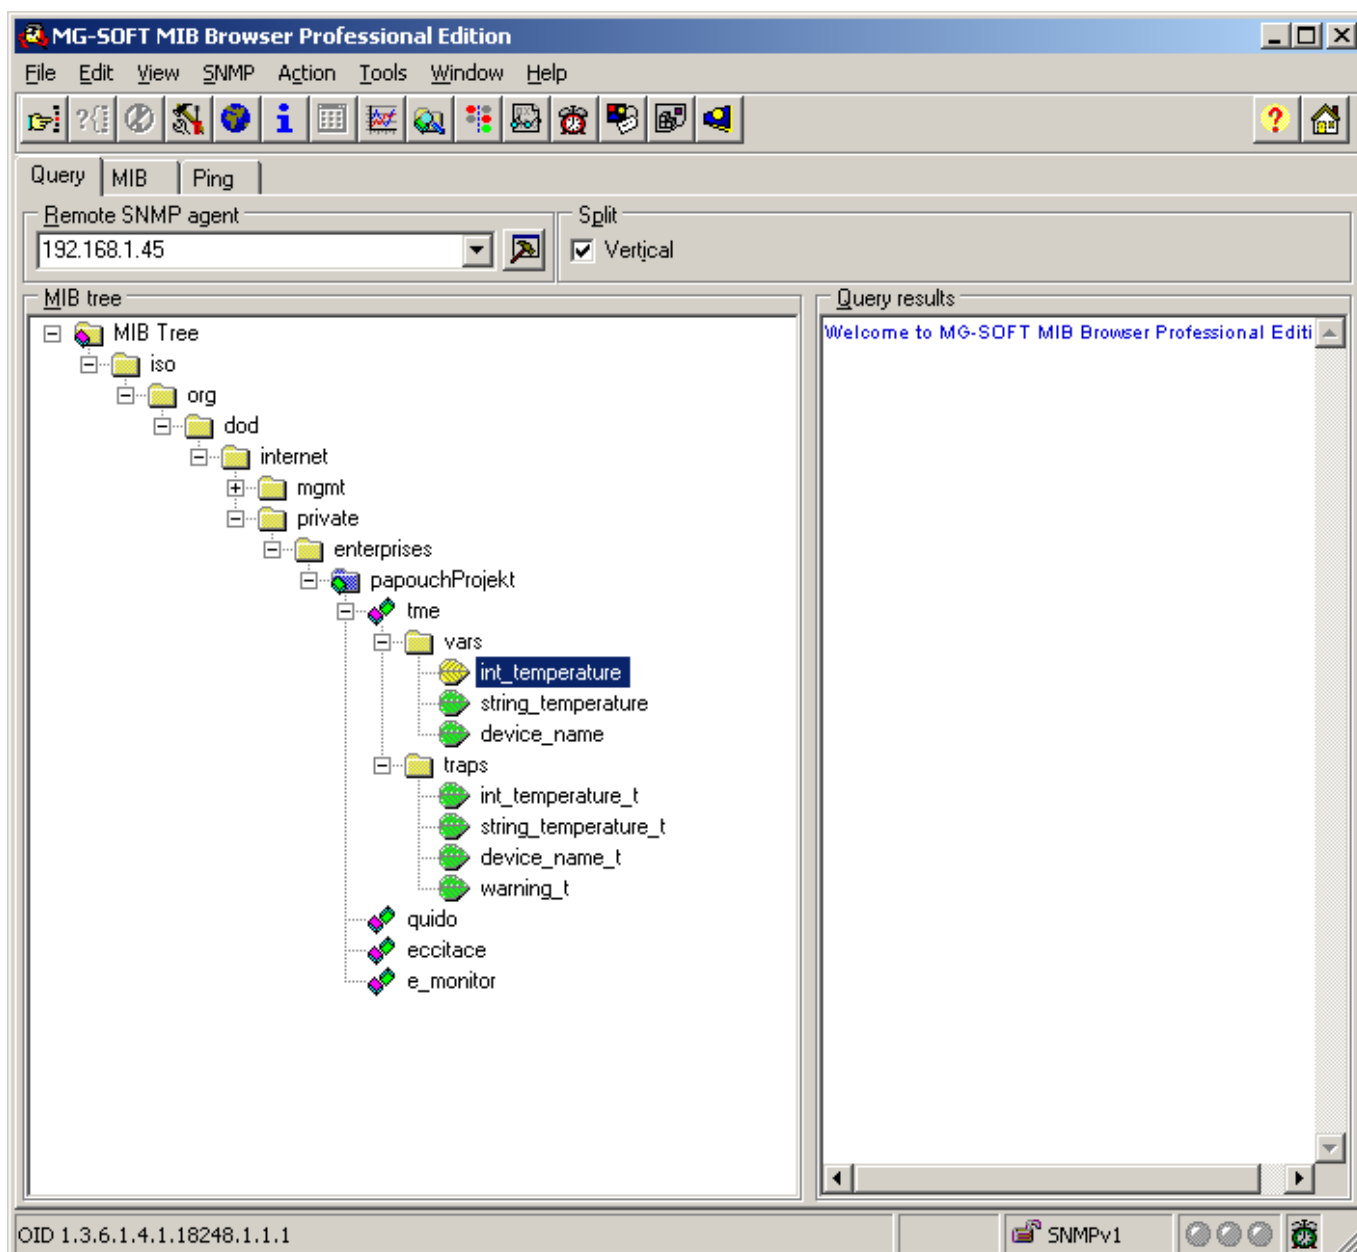 MG-SOFT MIB Browser Professional Edition
File Edit View SNMP Action Tools Window Help
Query MIB Ping
Remote SNMP agent
192.168.1.45
Split
Vertical
MIB tree
MIB Tree
iso
org
dod
internet
mgmt
private
enterprises
papouchProjekt
tme
vars
int_temperature
string_temperature
device_name
traps
int_temperature_t
string_temperature_t
device_name_t
warning_t
quido
eccitace
e_monitor
Query results
Welcome to MG-SOFT MIB Browser Professional Editi
OID 1.3.6.1.4.1.18248.1.1.1
SNMPv1